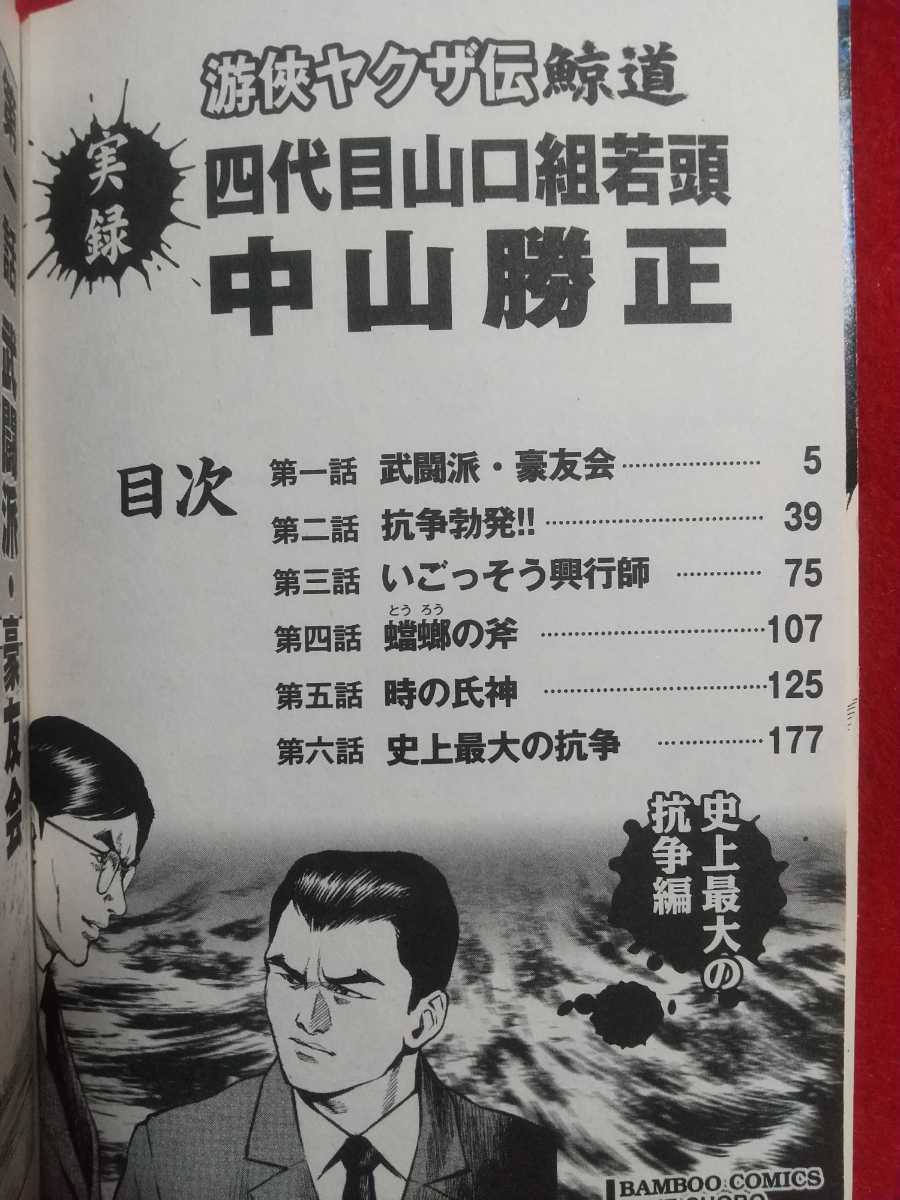 游侠ヤクザ伝鯨道
実録
四代目山口組若頭
中山勝正
目次
第一話 武闘派・豪友会 5
第二話 抗争勃発!! 39
第三話 いごっそう興行師 75
とうろう
第四話 蟷螂の斧 107
第五話 時の氏神 125
第六話 史上最大の抗争 177
史上最大の
抗争編
BAMBOO COMICS
第一話 武闘派・豪友会